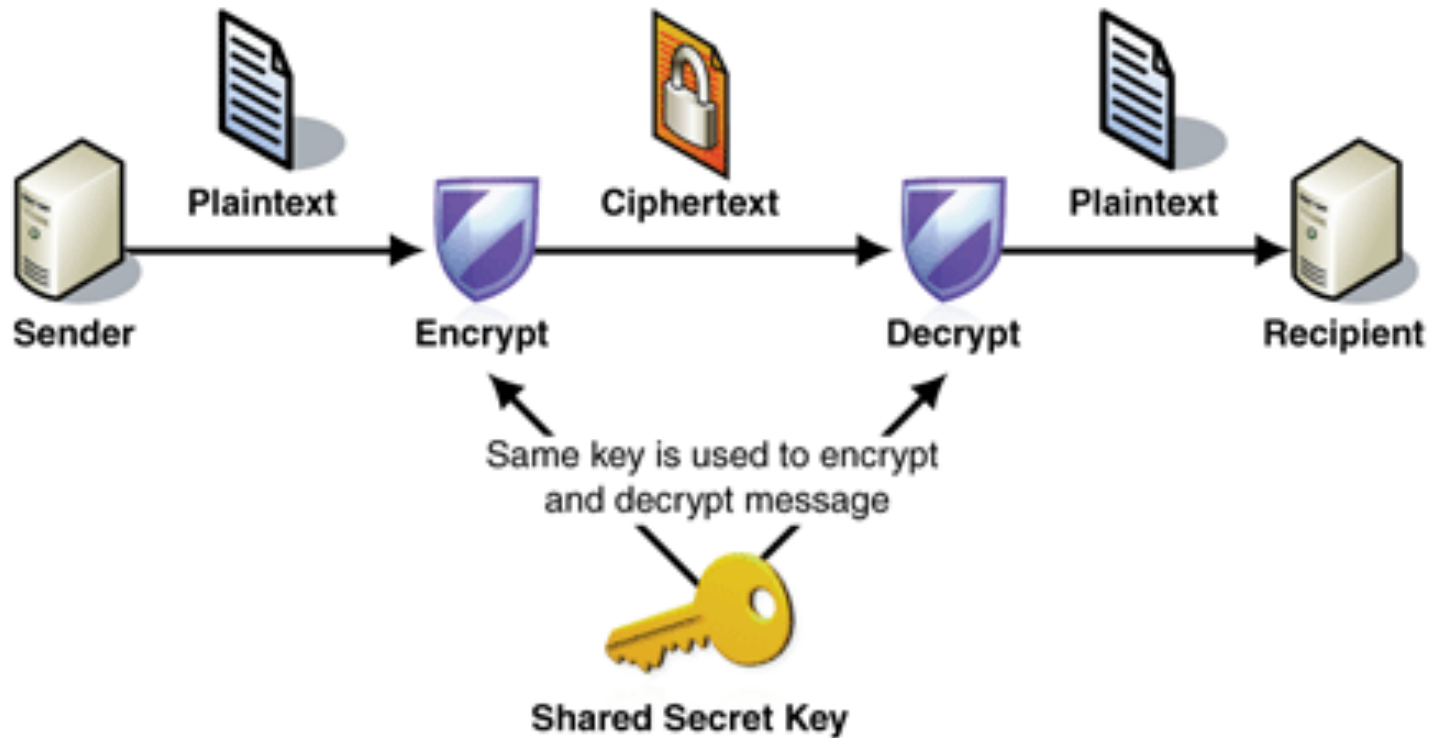 Plaintext
Ciphertext
Plaintext
Sender
Encrypt
Decrypt
Recipient
Same key is used to encrypt
and decrypt message
Shared Secret Key